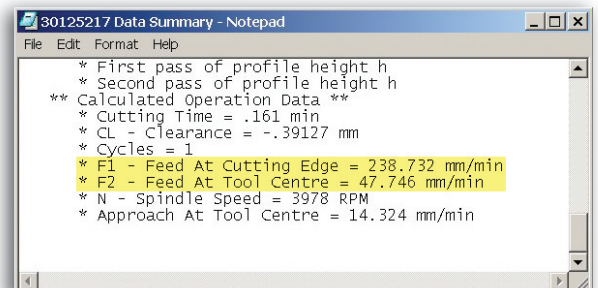 30125217 Data Summary - Notepad
File Edit Format Help
* First pass of profile height h
* Second pass of profile height h
** Calculated Operation Data **
* Cutting Time = .161 min
* CL - Clearance = -.39127 mm
* Cycles = 1
* F1 - Feed At Cutting Edge = 238.732 mm/min
* F2 - Feed At Tool Centre = 47.746 mm/min
* N - Spindle Speed = 3978 RPM
* Approach At Tool Centre = 14.324 mm/min